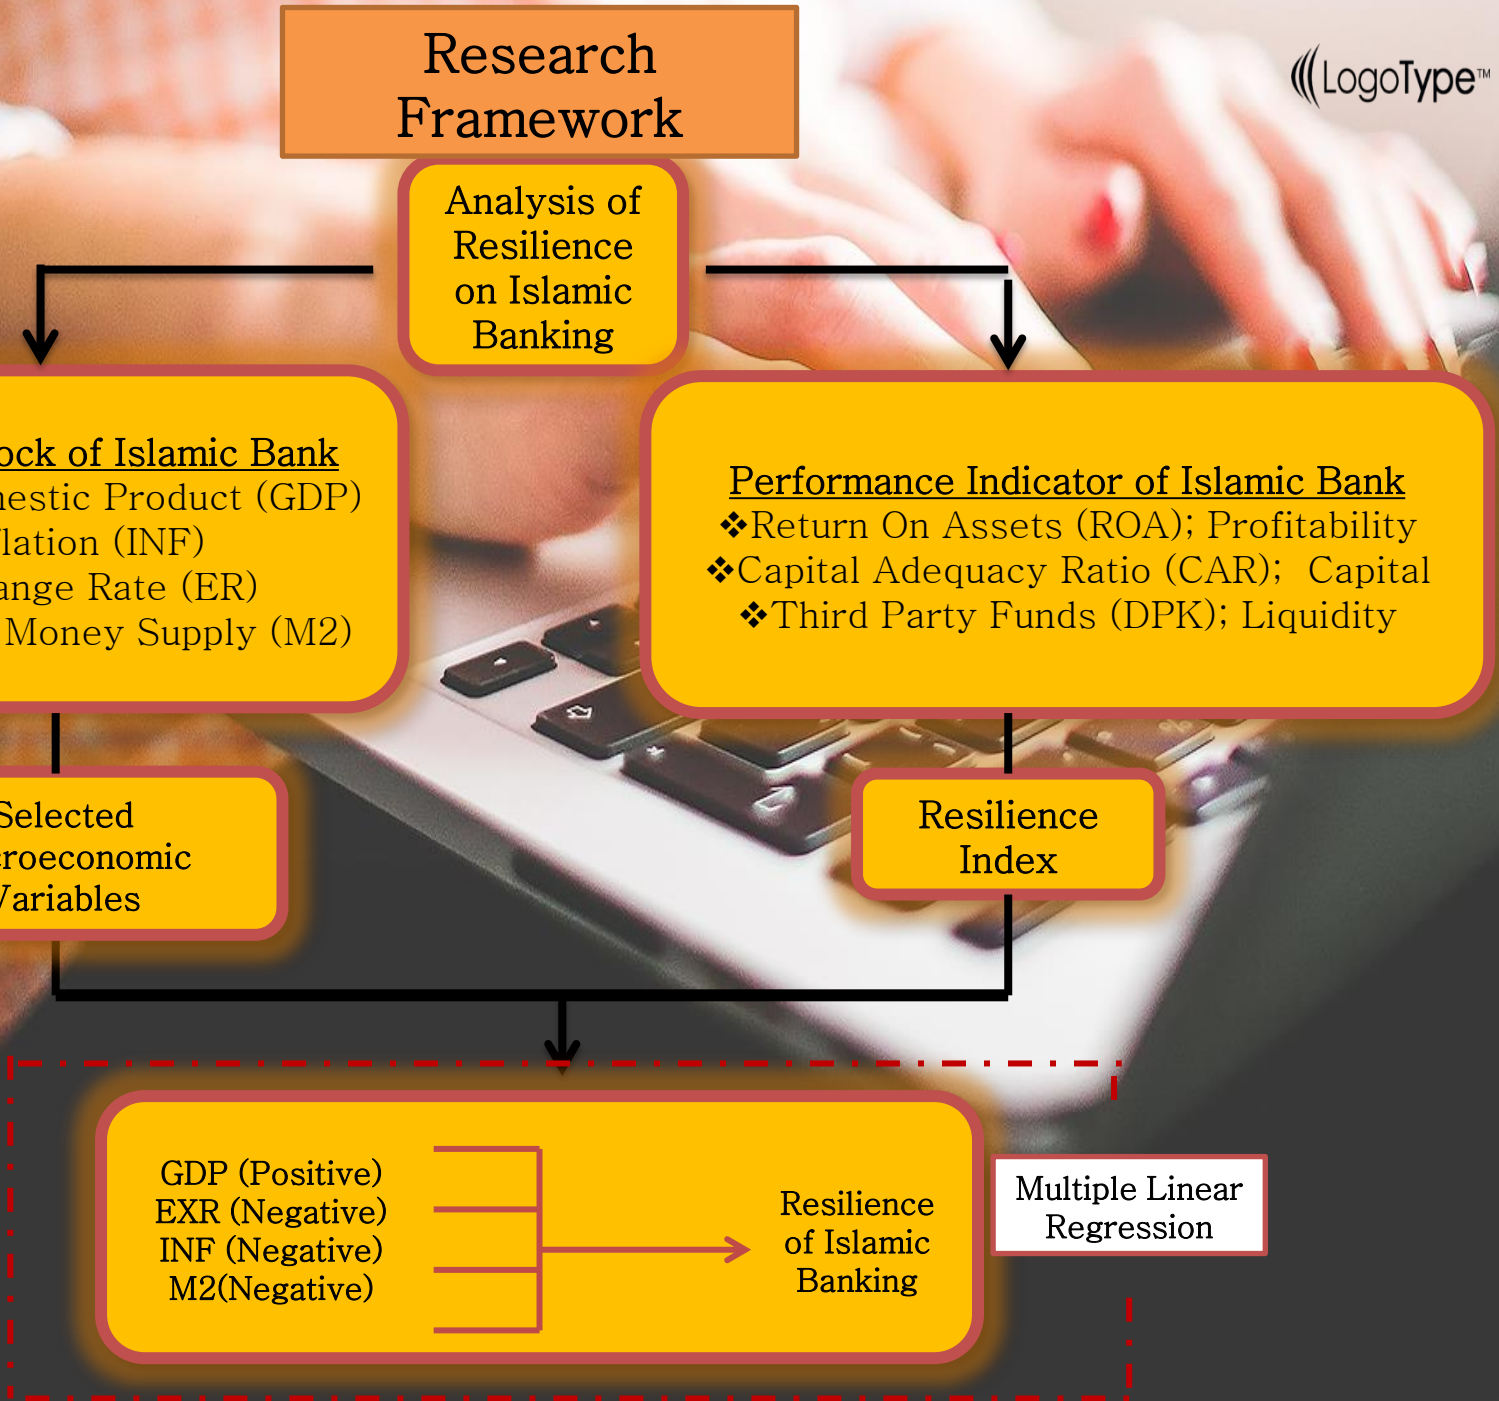 Research
Framework
LogoType™
Analysis of
Resilience
on Islamic
Banking
ock of Islamic Bank
nestic Product (GDP)
lation (INF)
ange Rate (ER)
Money Supply (M2)
Performance Indicator of Islamic Bank
❖Return On Assets (ROA); Profitability
❖Capital Adequacy Ratio (CAR); Capital
❖Third Party Funds (DPK); Liquidity
Selected
croeconomic
Variables
Resilience
Index
GDP (Positive)
EXR (Negative)
INF (Negative)
M2(Negative)
Resilience
of Islamic
Banking
Multiple Linear
Regression